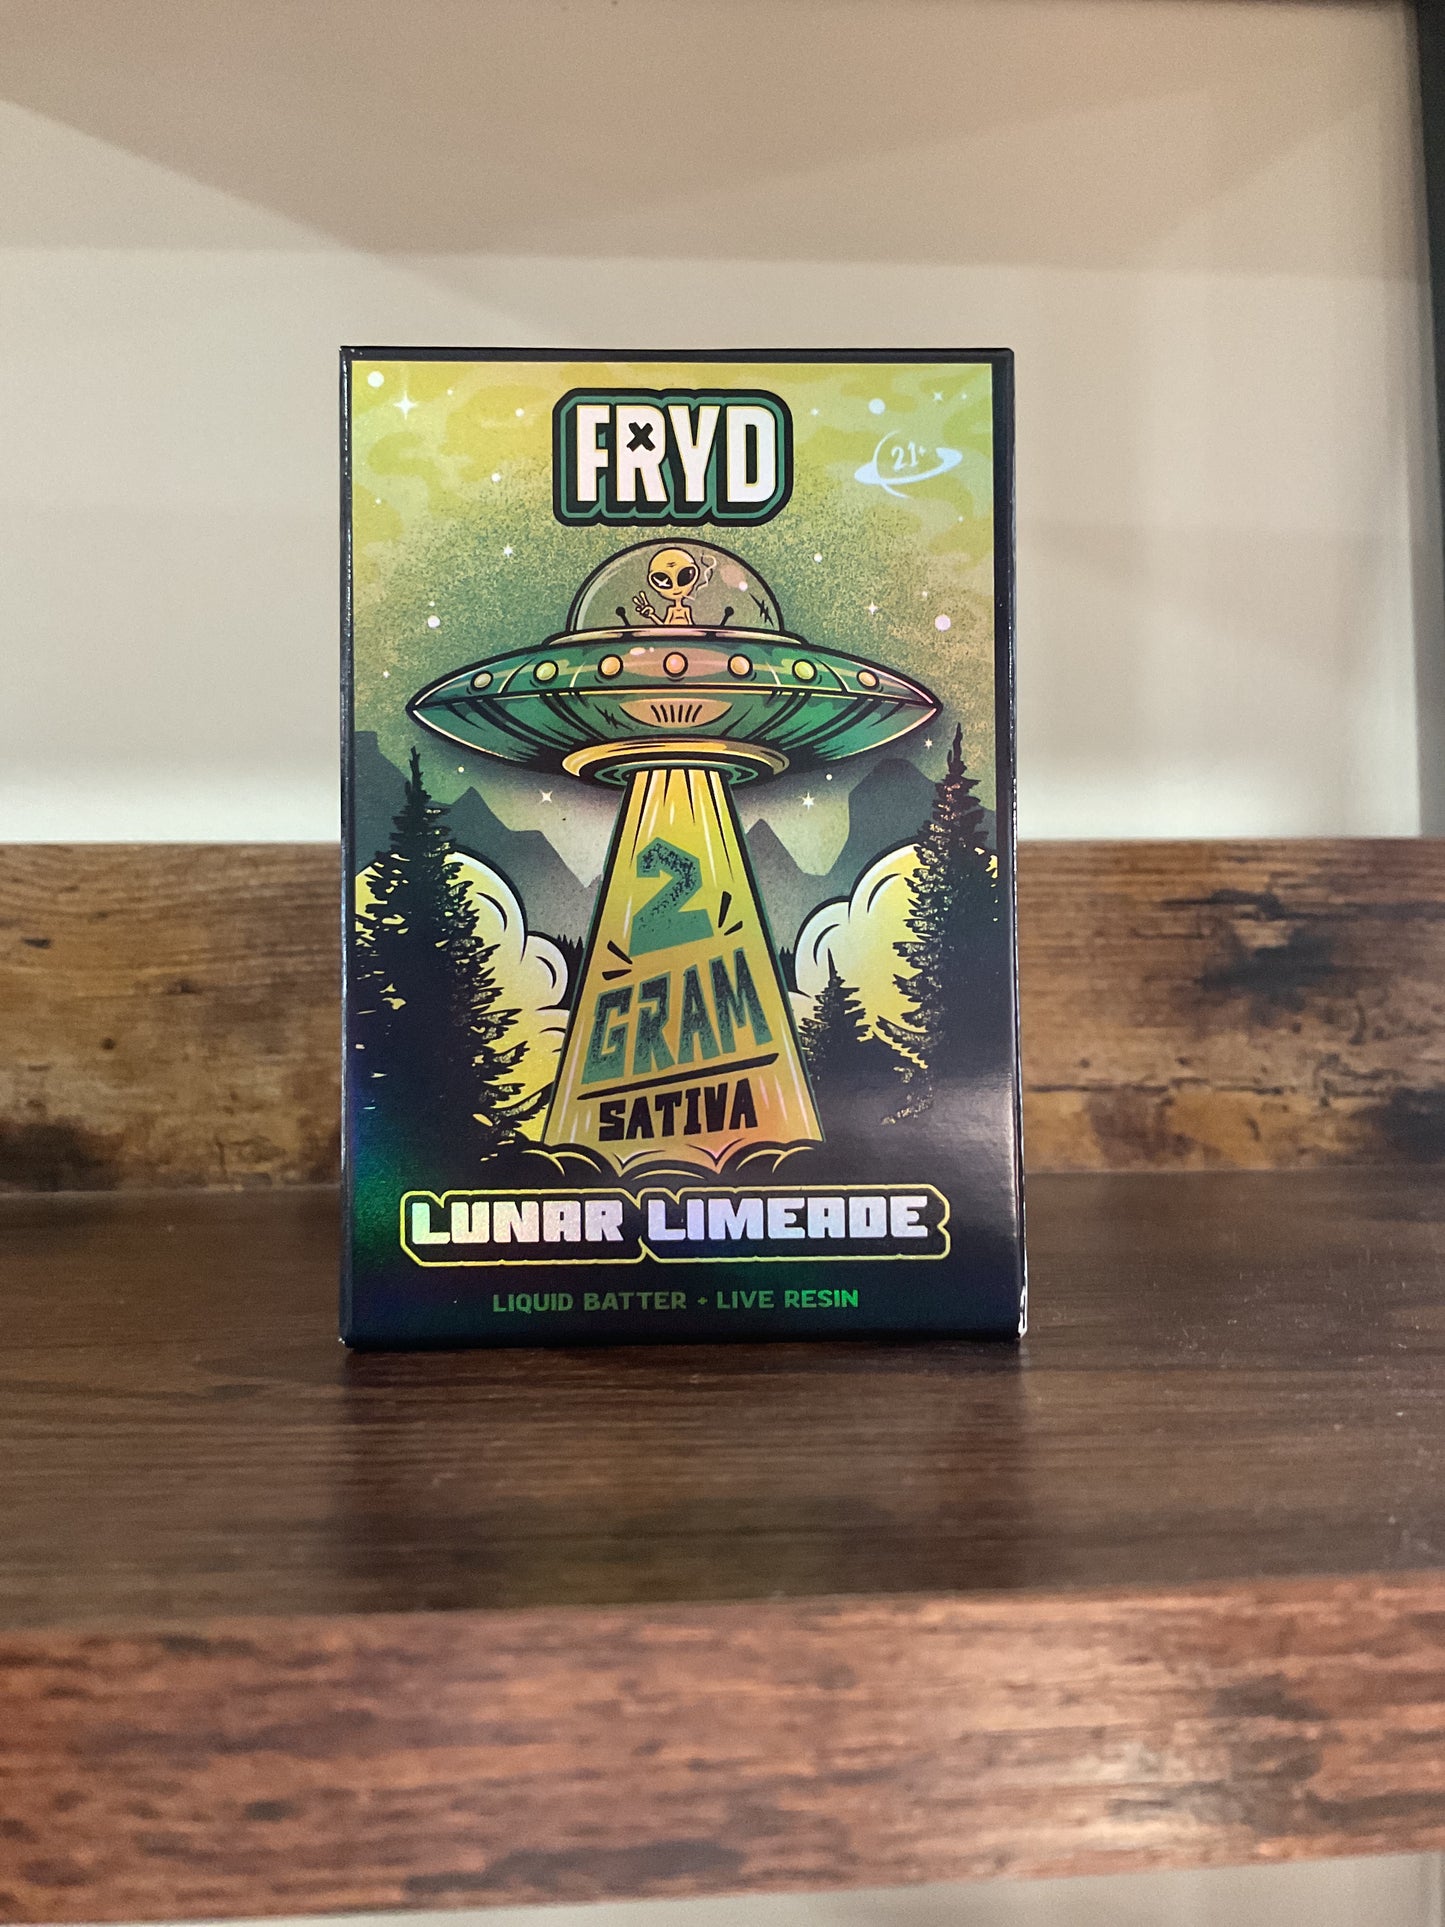 FRYD
21+
2
GRAM
SATIVA
LUNAR LIMEADE
LIQUID BATTER + LIVE RESIN